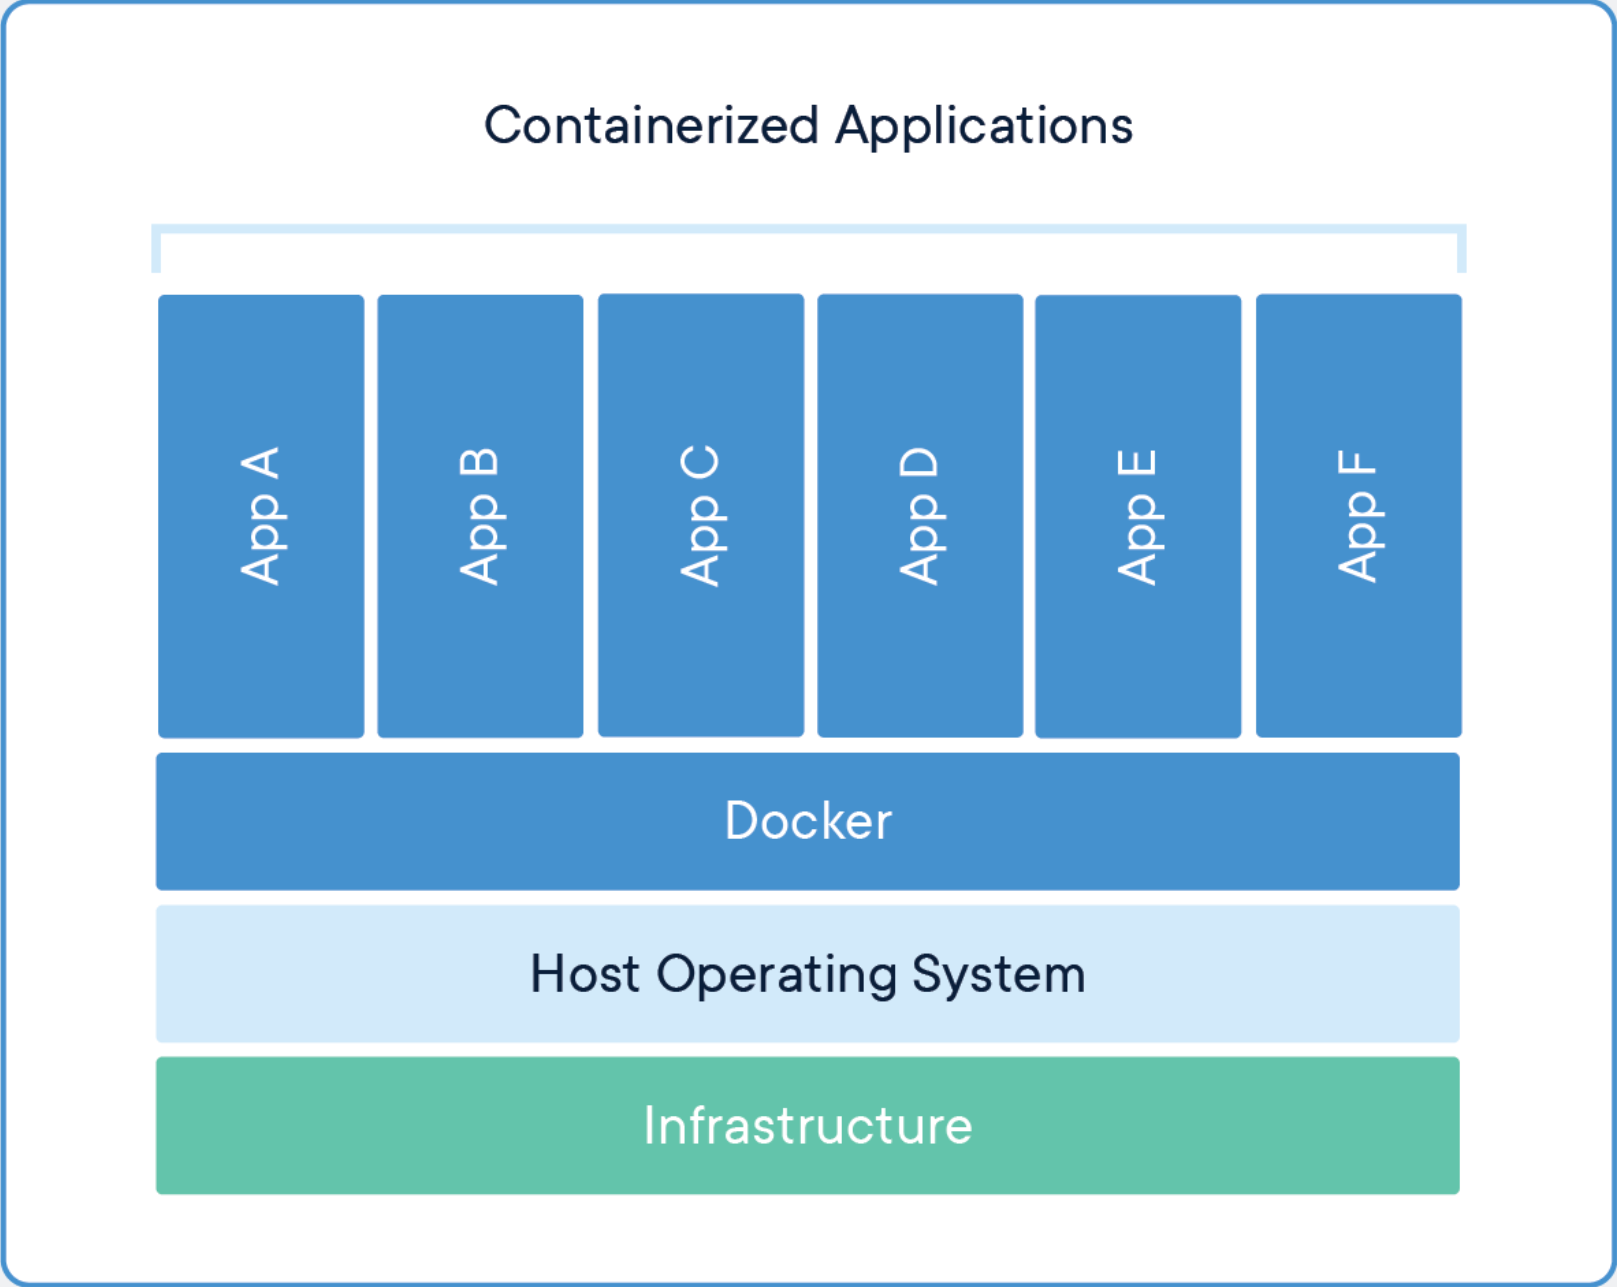 Containerized Applications
App A
App B
App C
App D
App E
App F
Docker
Host Operating System
Infrastructure